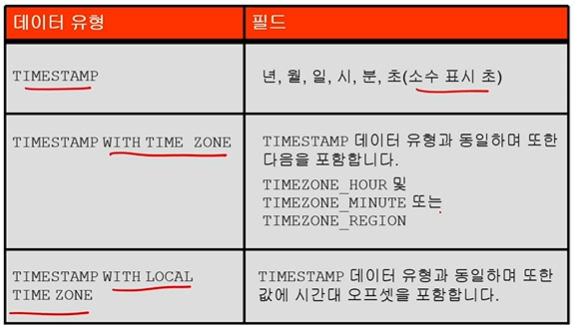 데이터 유형
필드
TIMESTAMP
년, 월, 일, 시, 분, 초(소수 표시 초)
TIMESTAMP WITH TIME ZONE
TIMESTAMP 데이터 유형과 동일하며 또한
다음을 포함합니다.
TIMEZONE_HOUR 및
TIMEZONE_MINUTE 또는
TIMEZONE_REGION
TIMESTAMP WITH LOCAL
TIME ZONE
TIMESTAMP 데이터 유형과 동일하며 또한
값에 시간대 오프셋을 포함합니다.